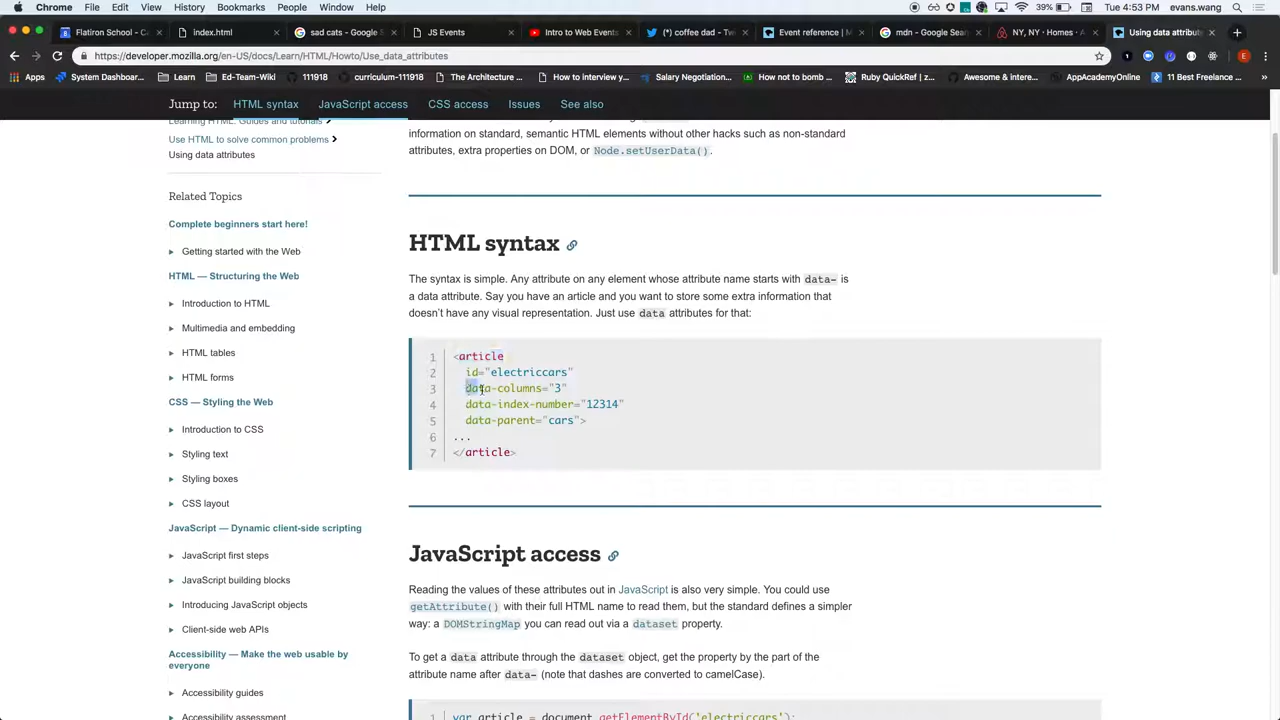 Chrome File Edit View History Bookmarks People Window Help
39% Tue 4:53 PM evans.wang
Flatiron School - C
index.html
sad cats - Google S
JS Events
Intro to Web Events
(*) coffee dad - Tw
Event reference | M
mdn - Google Searc
NY, NY · Homes · A
Using data attribute
https://developer.mozilla.org/en-US/docs/Learn/HTML/Howto/Use_data_attributes
Apps
System Dashboar...
Learn
Ed-Team-Wiki
111918
curriculum-111918
The Architecture ...
How to interview y...
Salary Negotiation...
How not to bomb ...
Ruby QuickRef (z...
Awesome & intere...
AppAcademyOnline
11 Best Freelance ...
Jump to: HTML syntax JavaScript access CSS access Issues See also
Learning HTML: Guides and tutorials
Use HTML to solve common problems
Using data attributes
Related Topics
Complete beginners start here!
Getting started with the Web
HTML — Structuring the Web
Introduction to HTML
Multimedia and embedding
HTML tables
HTML forms
CSS — Styling the Web
Introduction to CSS
Styling text
Styling boxes
CSS layout
JavaScript — Dynamic client-side scripting
JavaScript first steps
JavaScript building blocks
Introducing JavaScript objects
Client-side web APIs
Accessibility — Make the web usable by
everyone
Accessibility guides
Accessibility assessment
information on standard, semantic HTML elements without other hacks such as non-standard
attributes, extra properties on DOM, or Node.setUserData().
HTML syntax
The syntax is simple. Any attribute on any element whose attribute name starts with data- is
a data attribute. Say you have an article and you want to store some extra information that
doesn't have any visual representation. Just use data attributes for that:
1 <article
2 id="electriccars"
3 data-columns="3"
4 data-index-number="12314"
5 data-parent="cars">
6 ...
7 </article>
JavaScript access
Reading the values of these attributes out in JavaScript is also very simple. You could use
getAttribute() with their full HTML name to read them, but the standard defines a simpler
way: a DOMStringMap you can read out via a dataset property.
To get a data attribute through the dataset object, get the property by the part of the
attribute name after data- (note that dashes are converted to camelCase).
1 var article = document.getElementById('electriccars');